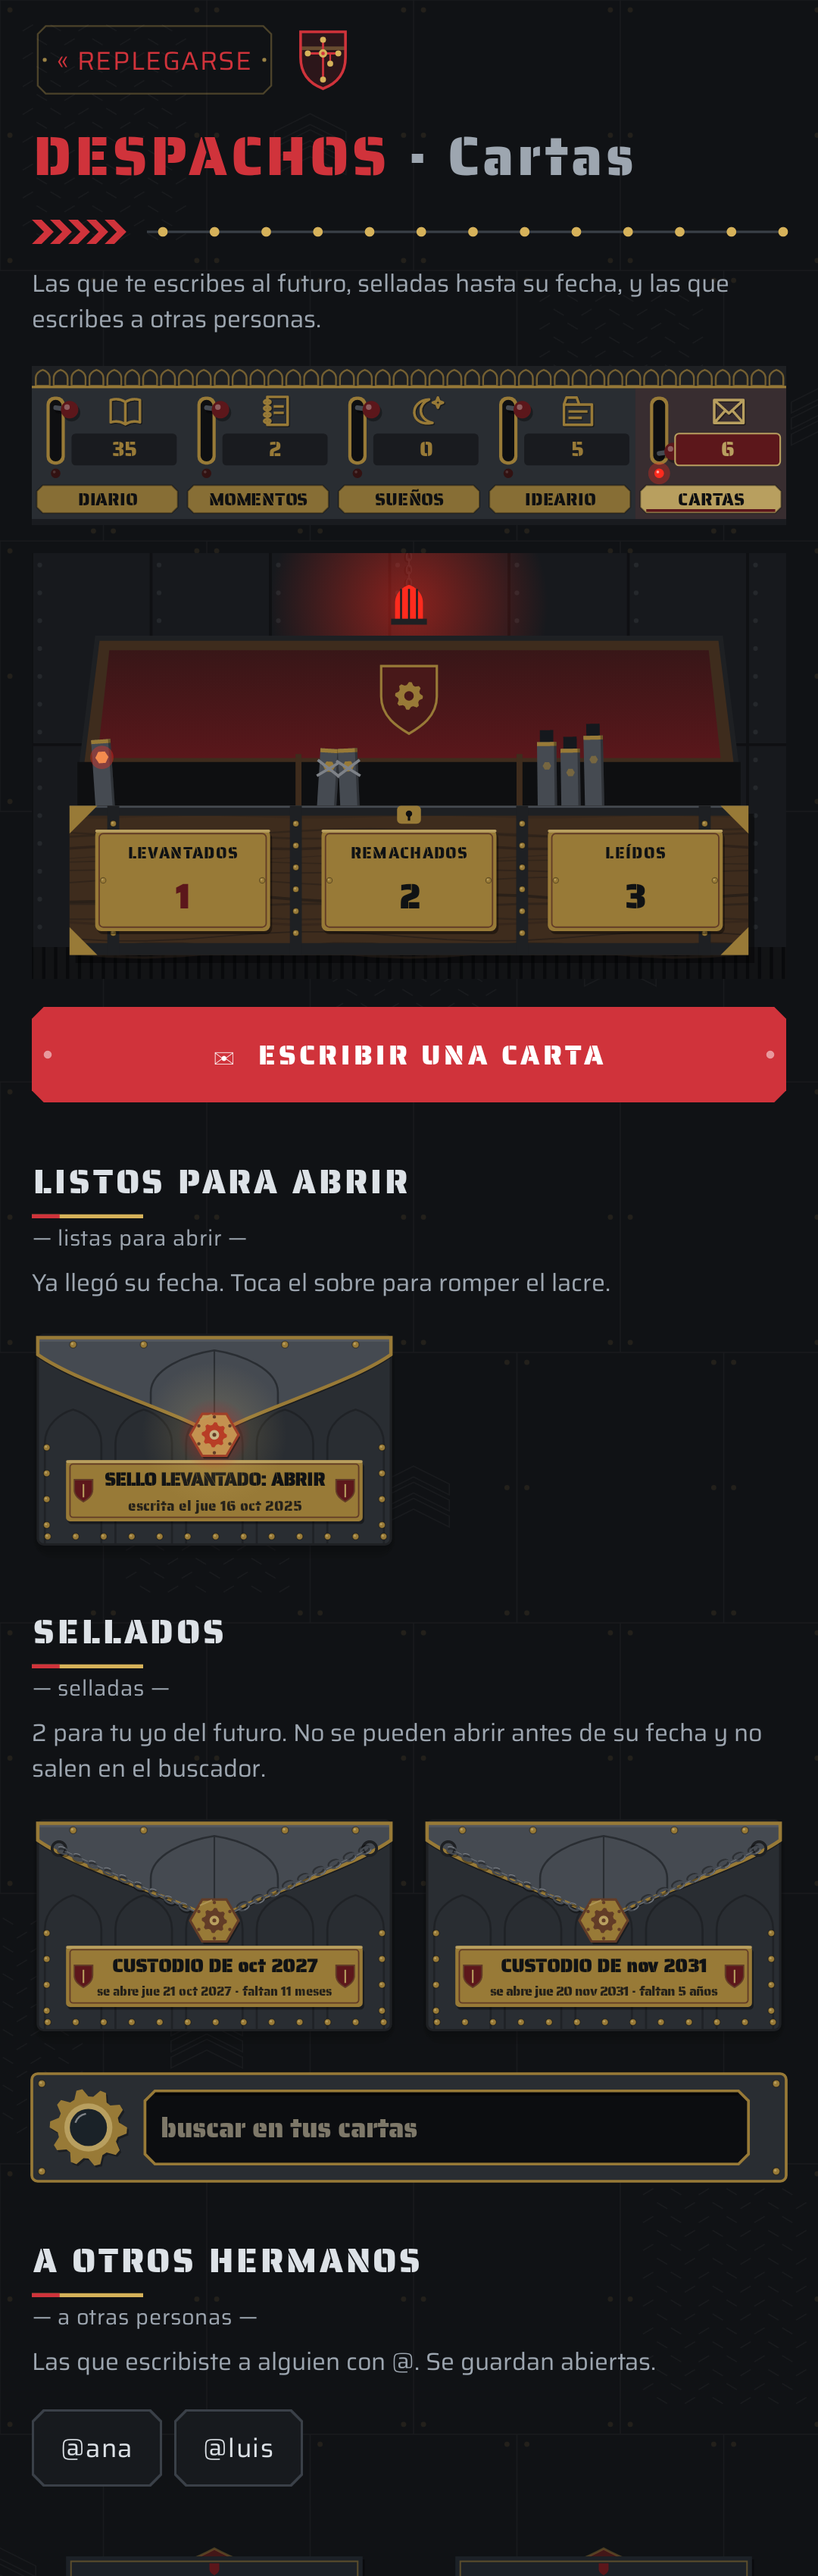 « REPLEGARSE
DESPACHOS · Cartas
Las que te escribes al futuro, selladas hasta su fecha, y las que
escribes a otras personas.
35
2
0
5
6
DIARIO
MOMENTOS
SUEÑOS
IDEARIO
CARTAS
LEVANTADOS
REMACHADOS
LEÍDOS
1
2
3
✉ ESCRIBIR UNA CARTA
LISTOS PARA ABRIR
— listas para abrir —
Ya llegó su fecha. Toca el sobre para romper el lacre.
SELLO LEVANTADO: ABRIR
escrita el jue 16 oct 2025
SELLADOS
— selladas —
2 para tu yo del futuro. No se pueden abrir antes de su fecha y no
salen en el buscador.
CUSTODIO DE oct 2027
se abre jue 21 oct 2027 · faltan 11 meses
CUSTODIO DE nov 2031
se abre jue 20 nov 2031 · faltan 5 años
buscar en tus cartas
A OTROS HERMANOS
— a otras personas —
Las que escribiste a alguien con @. Se guardan abiertas.
@ana
@luis